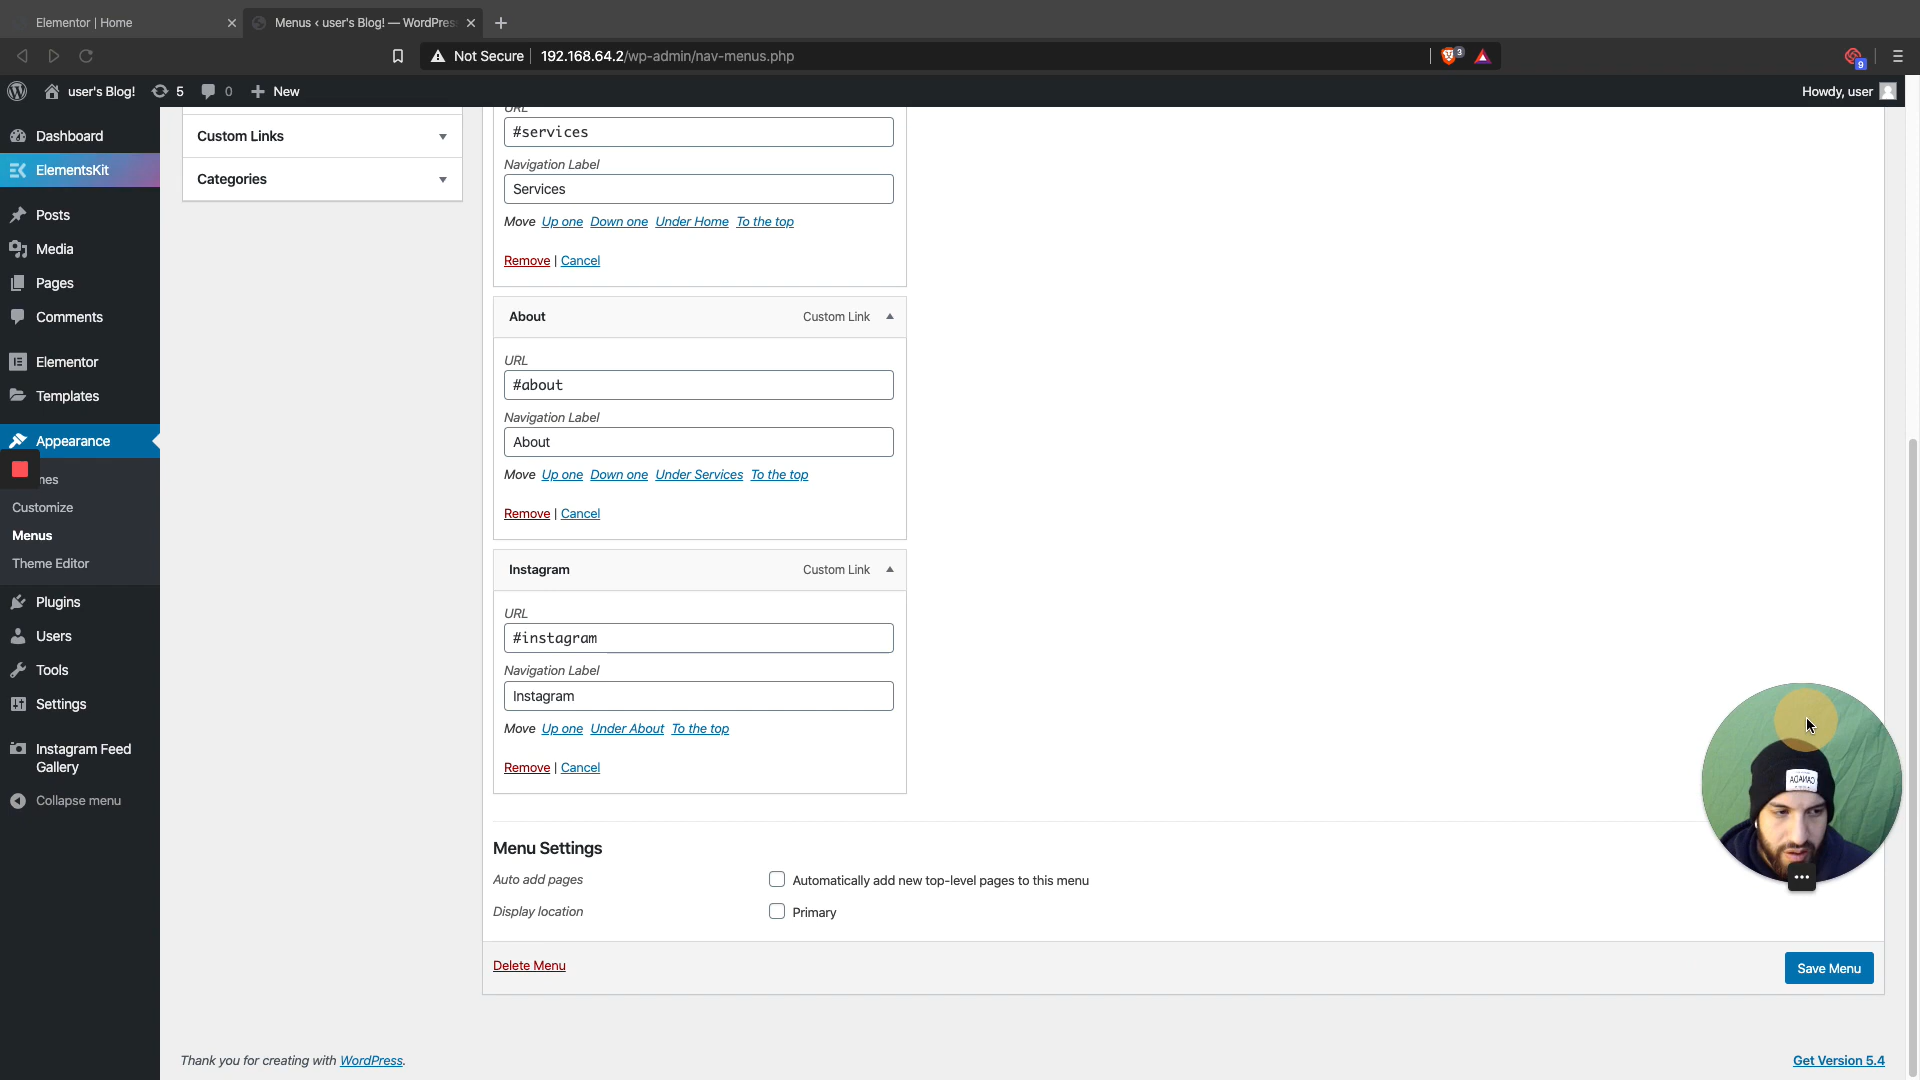 Elementor | Home
Menus ‹ user's Blog! — WordPres
Not Secure
192.168.64.2/wp-admin/nav-menus.php
3
9
user's Blog!
5
0
New
Howdy, user
Dashboard
ElementsKit
Posts
Media
Pages
Comments
Elementor
Templates
Appearance
mes
Customize
Menus
Theme Editor
Plugins
Users
Tools
Settings
Instagram Feed
Gallery
Collapse menu
Custom Links
Categories
URL
#services
Navigation Label
Services
Move Up one Down one Under Home To the top
Remove | Cancel
About Custom Link
URL
#about
Navigation Label
About
Move Up one Down one Under Services To the top
Remove | Cancel
Instagram Custom Link
URL
#instagram
Navigation Label
Instagram
Move Up one Under About To the top
Remove | Cancel
CANADA
Menu Settings
Auto add pages
Automatically add new top-level pages to this menu
Display location
Primary
Delete Menu
Save Menu
Thank you for creating with WordPress.
Get Version 5.4